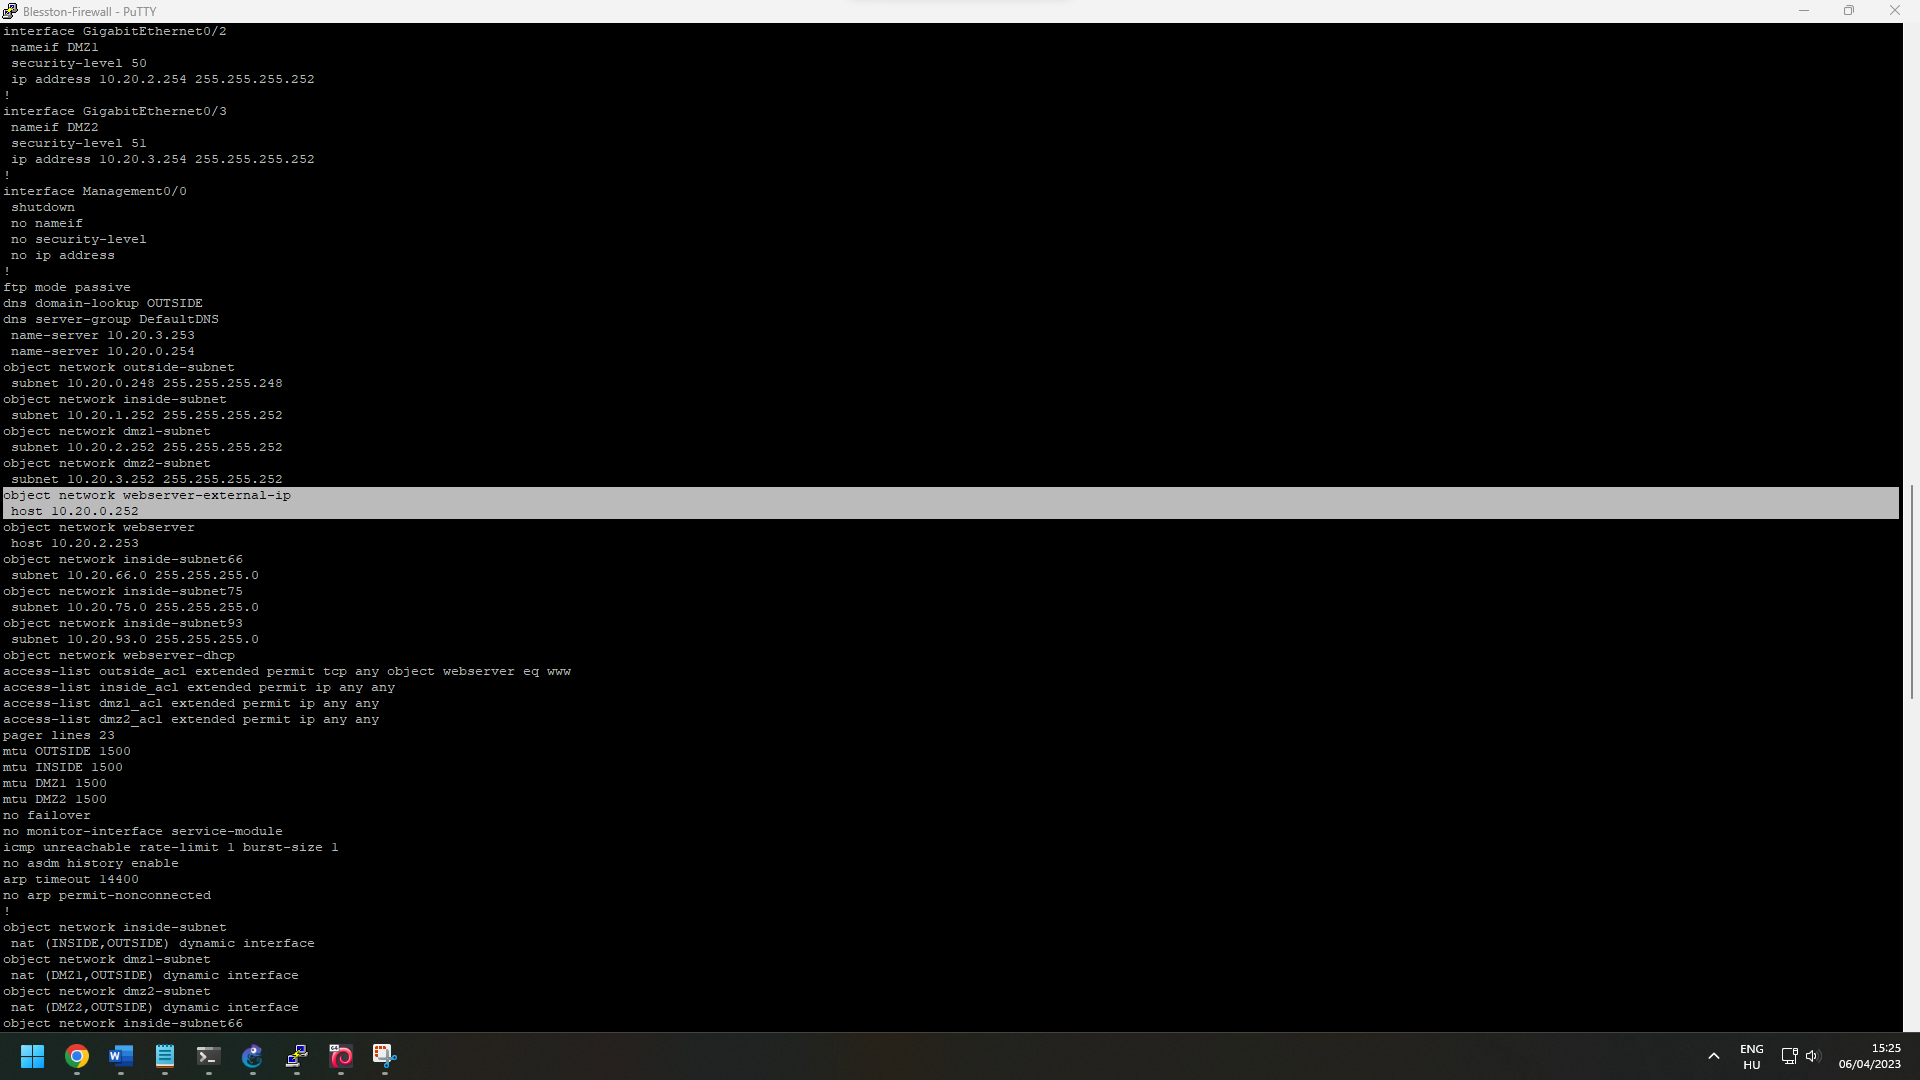 Blesston-Firewall - PuTTY
interface GigabitEthernet0/2
 nameif DMZ1
 security-level 50
 ip address 10.20.2.254 255.255.255.252
!
interface GigabitEthernet0/3
 nameif DMZ2
 security-level 51
 ip address 10.20.3.254 255.255.255.252
!
interface Management0/0
 shutdown
 no nameif
 no security-level
 no ip address
!
ftp mode passive
dns domain-lookup OUTSIDE
dns server-group DefaultDNS
 name-server 10.20.3.253
 name-server 10.20.0.254
object network outside-subnet
 subnet 10.20.0.248 255.255.255.248
object network inside-subnet
 subnet 10.20.1.252 255.255.255.252
object network dmz1-subnet
 subnet 10.20.2.252 255.255.255.252
object network dmz2-subnet
 subnet 10.20.3.252 255.255.255.252
object network webserver-external-ip
 host 10.20.0.252
object network webserver
 host 10.20.2.253
object network inside-subnet66
 subnet 10.20.66.0 255.255.255.0
object network inside-subnet75
 subnet 10.20.75.0 255.255.255.0
object network inside-subnet93
 subnet 10.20.93.0 255.255.255.0
object network webserver-dhcp
access-list outside_acl extended permit tcp any object webserver eq www
access-list inside_acl extended permit ip any any
access-list dmz1_acl extended permit ip any any
access-list dmz2_acl extended permit ip any any
pager lines 23
mtu OUTSIDE 1500
mtu INSIDE 1500
mtu DMZ1 1500
mtu DMZ2 1500
no failover
no monitor-interface service-module
icmp unreachable rate-limit 1 burst-size 1
no asdm history enable
arp timeout 14400
no arp permit-nonconnected
!
object network inside-subnet
 nat (INSIDE,OUTSIDE) dynamic interface
object network dmz1-subnet
 nat (DMZ1,OUTSIDE) dynamic interface
object network dmz2-subnet
 nat (DMZ2,OUTSIDE) dynamic interface
object network inside-subnet66
ENG
HU
15:25
06/04/2023